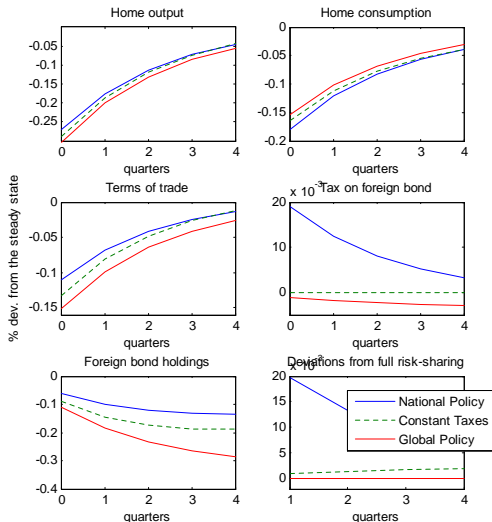 Home output
Home consumption
-0.05
-0.1
-0.15
-0.2
-0.25
0 1 2 3 4
quarters
0
-0.05
-0.1
-0.15
-0.2
0 1 2 3 4
quarters
% dev. from the steady state
Terms of trade
0
-0.05
-0.1
-0.15
0 1 2 3 4
quarters
x 10-3
Tax on foreign bond
20
10
0
0 1 2 3 4
quarters
Foreign bond holdings
0
-0.1
-0.2
-0.3
-0.4
0 1 2 3 4
quarters
Deviations from full risk-sharing
20
15
10
5
0
1 2 3 4
quarters
National Policy
Constant Taxes
Global Policy